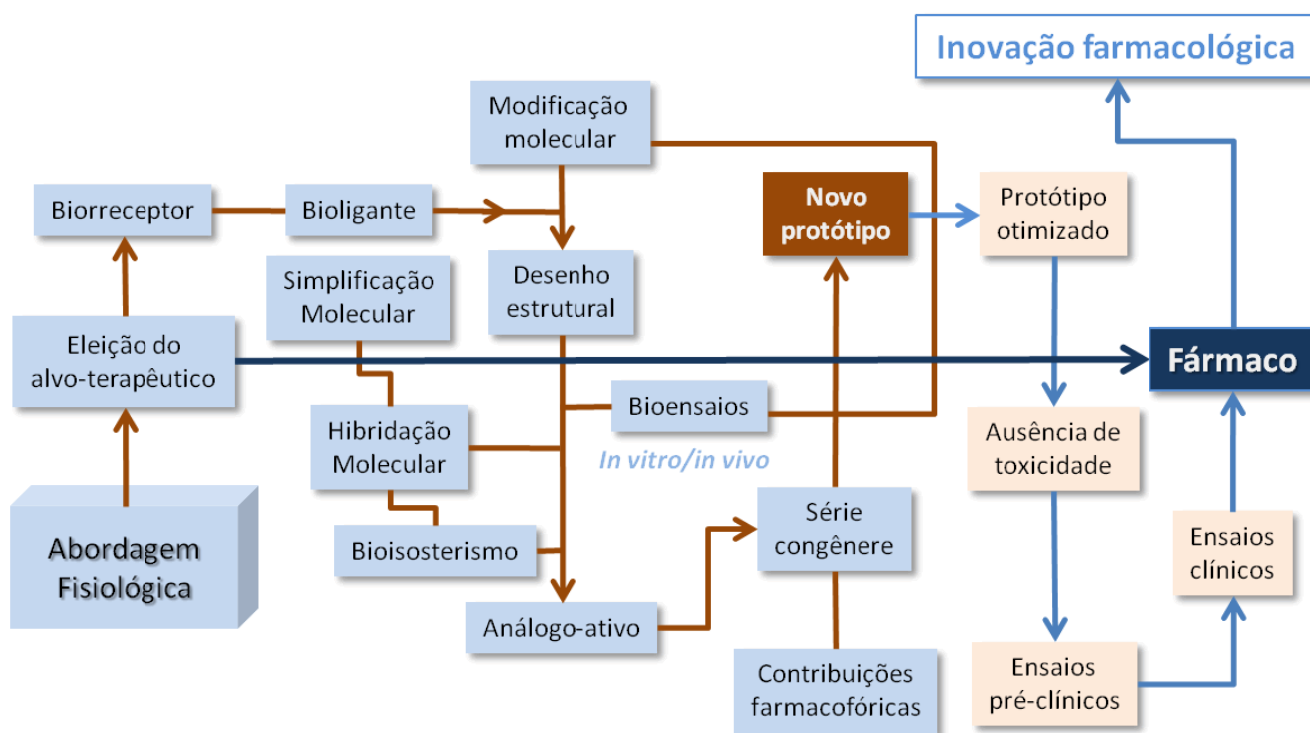 Inovação farmacológica
Modificação
molecular
Biorreceptor
Bioligante
Novo
protótipo
Protótipo
otimizado
Simplificação
Molecular
Desenho
estrutural
Eleição do
alvo-terapêutico
Fármaco
Bioensaios
Hibridação
Molecular
In vitro/in vivo
Ausência de
toxicidade
Série
congênere
Bioisosterismo
Ensaios
clínicos
Abordagem
Fisiológica
Análogo-ativo
Contribuições
farmacofóricas
Ensaios
pré-clínicos